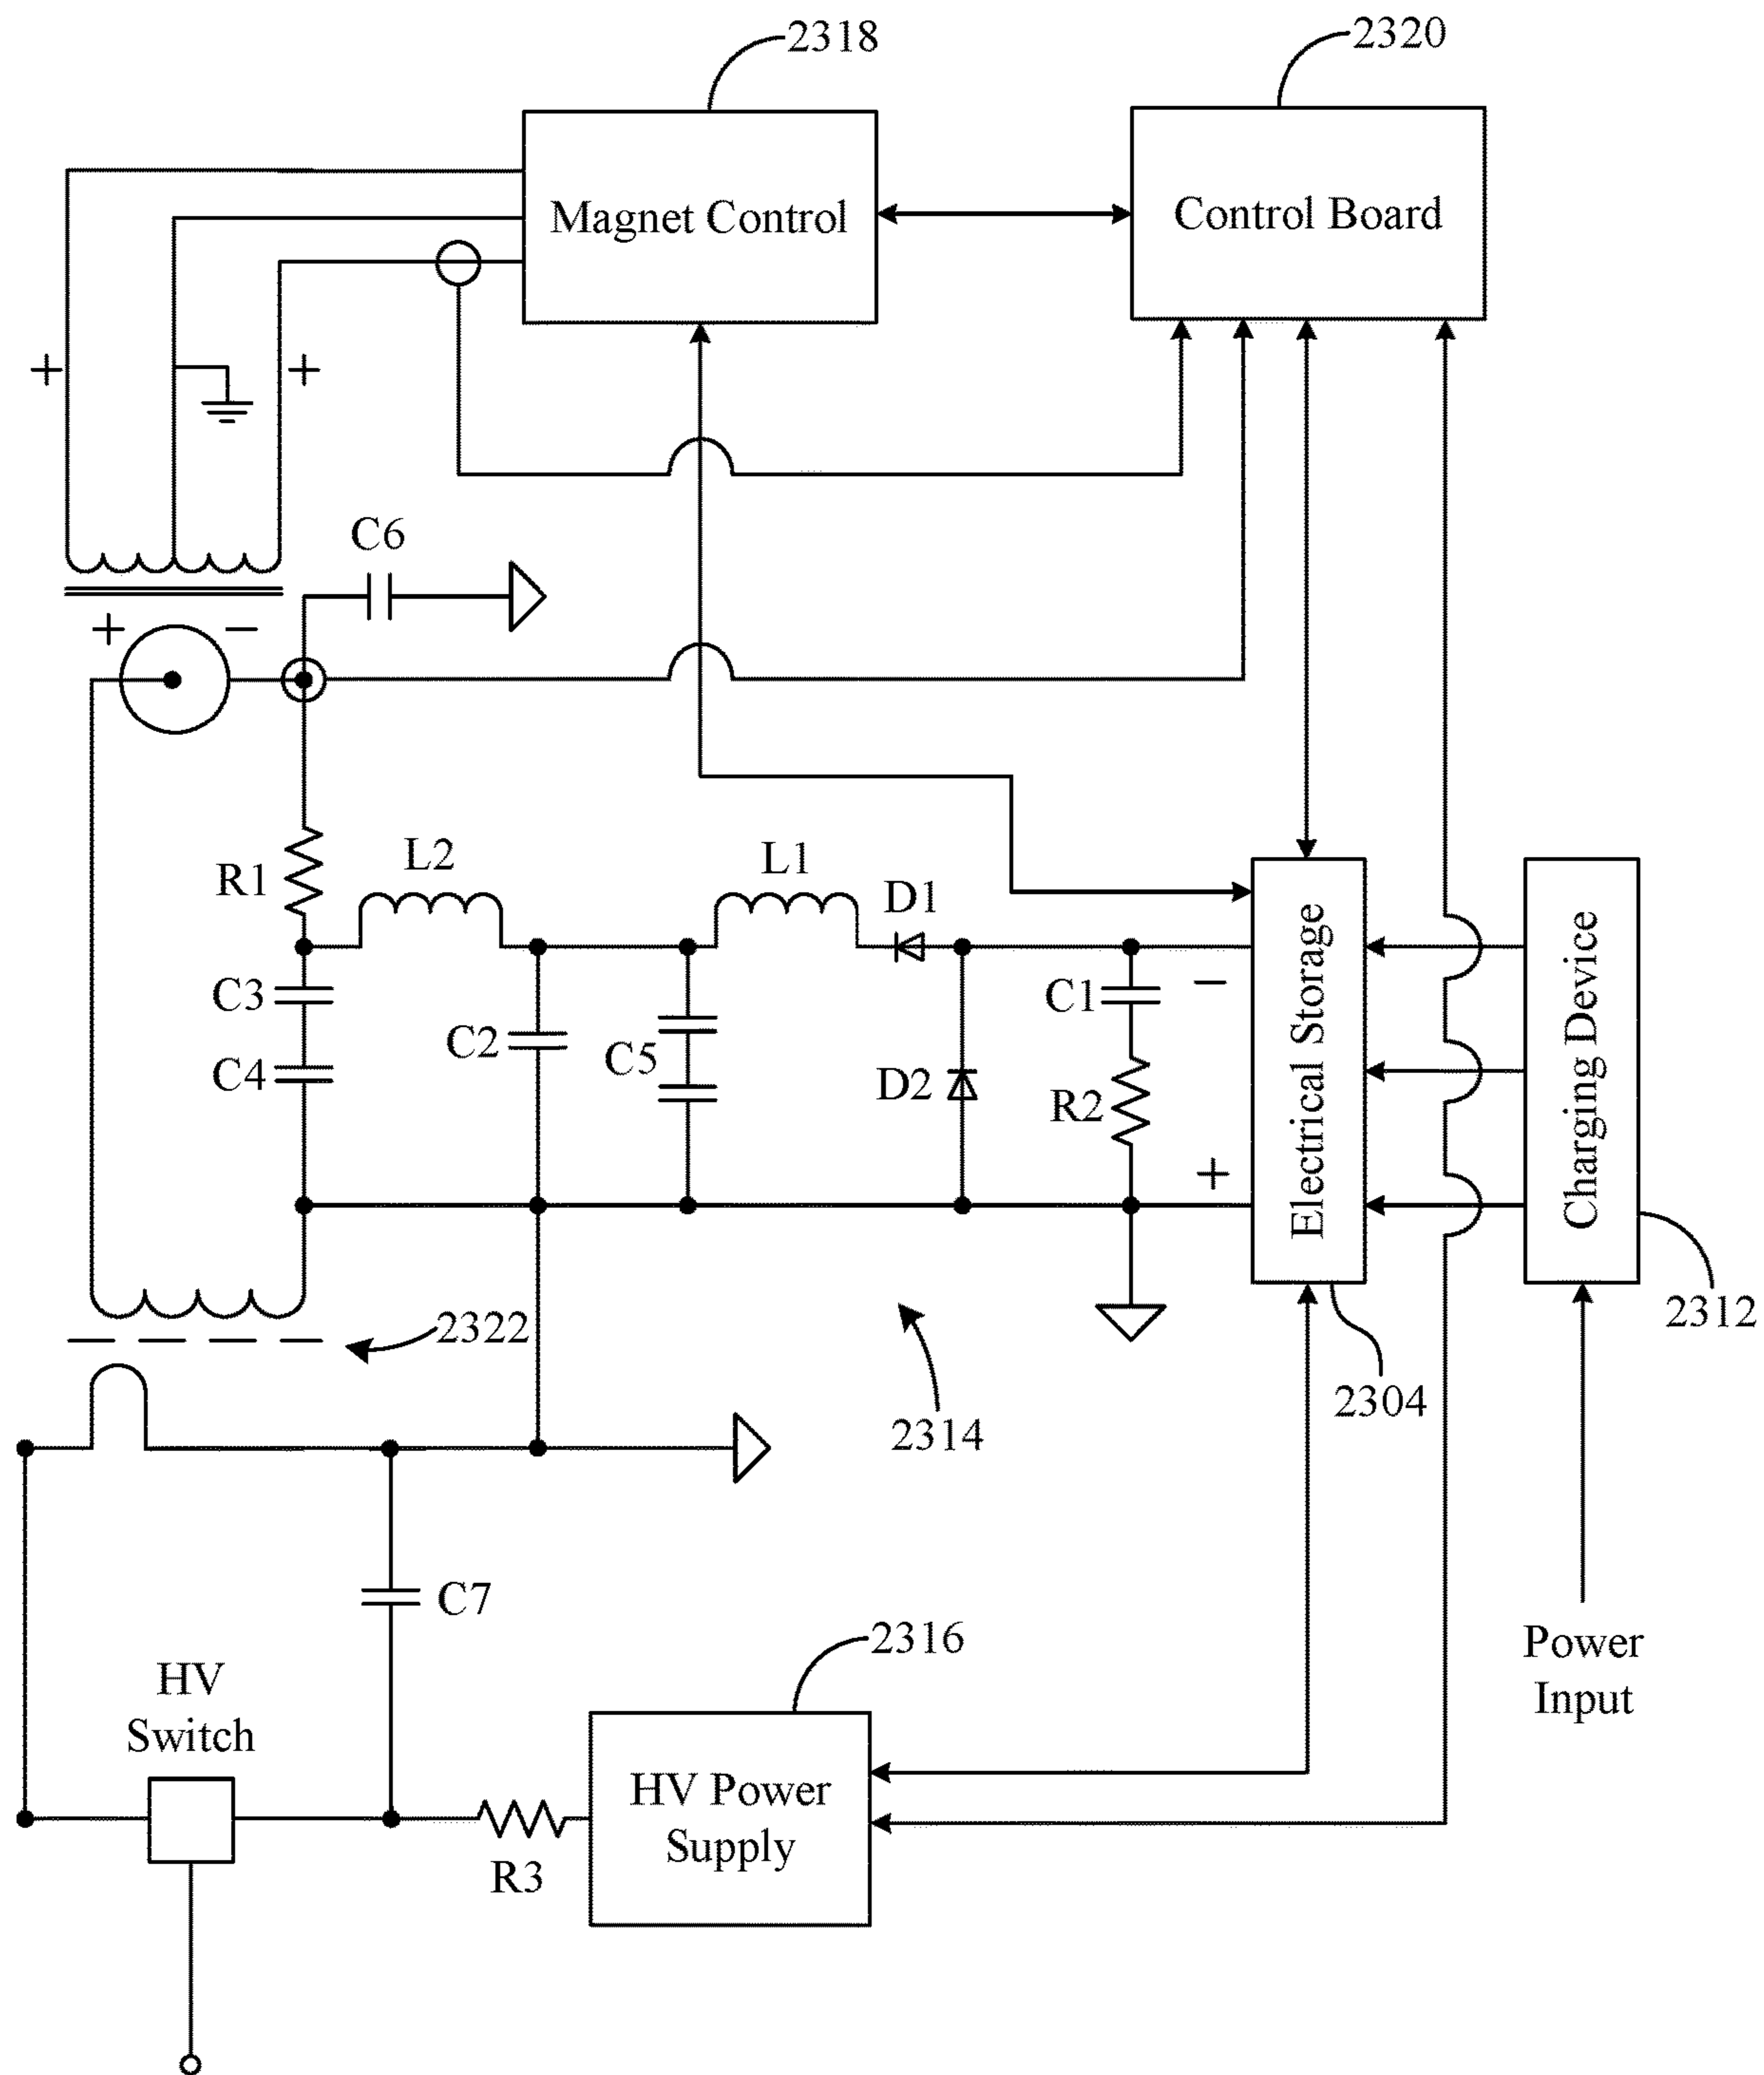 2318
2320
Magnet Control
Control Board
+
+
C6
+
−
R1
L2
L1
D1
C3
C4
C2
C5
D2
C1
R2
−
+
Electrical Storage
Charging Device
2322
2314
2304
2312
C7
HV
Switch
R3
2316
HV Power
Supply
Power
Input